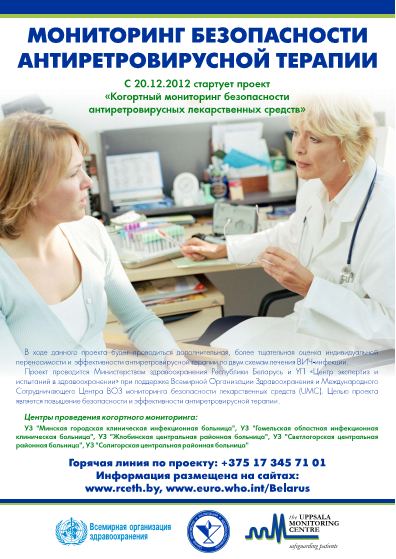 МОНИТОРИНГ БЕЗОПАСНОСТИ
АНТИРЕТРОВИРУСНОЙ ТЕРАПИИ
С 20.12.2012 стартует проект
«Когортный мониторинг безопасности
антиретровирусных лекарственных средств»
В ходе данного проекта будет проводиться дополнительная, более тщательная оценка индивидуальной
переносимости и эффективности антиретровирусной терапии по двум схемам лечения ВИЧ-инфекции.
Проект проводится Министерством здравоохранения Республики Беларусь и УП «Центр экспертиз и
испытаний в здравоохранении» при поддержке Всемирной Организации Здравоохранения и Международного
Сотрудничающего Центра ВОЗ мониторинга безопасности лекарственных средств (UMC). Целью проекта
является повышение безопасности и эффективности антиретровирусной терапии.
Центры проведения когортного мониторинга:
УЗ "Минская городская клиническая инфекционная больница", УЗ "Гомельская областная инфекционная
клиническая больница", УЗ "Жлобинская центральная районная больница", УЗ "Светлогорская центральная
районная больница", УЗ "Солигорская центральная районная больница"
Горячая линия по проекту: +375 17 345 71 01
Информация размещена на сайтах:
www.rceth.by, www.euro.who.int/Belarus
Всемирная организация
здравоохранения
the UPPSALA
MONITORING
CENTRE
safeguarding patients